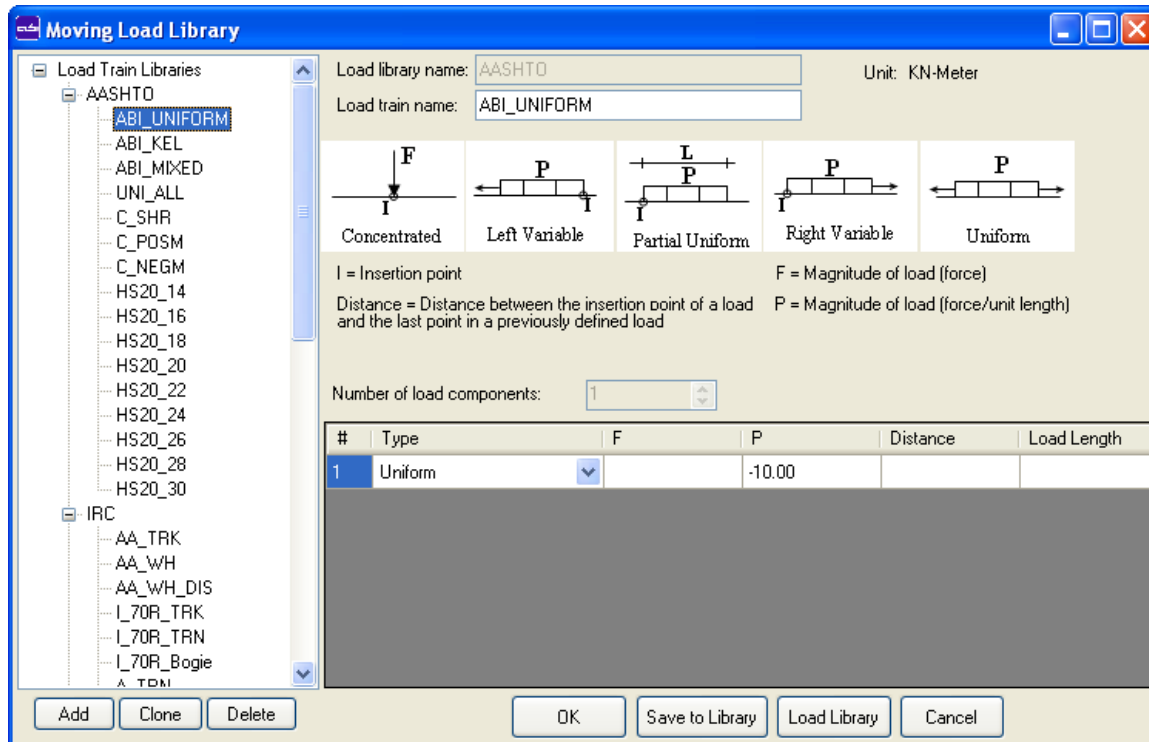 Moving Load Library
Load Train Libraries
AASHTO
ABI_UNIFORM
ABI_KEL
ABI_MIXED
UNI_ALL
C_SHR
C_POSM
C_NEGM
HS20_14
HS20_16
HS20_18
HS20_20
HS20_22
HS20_24
HS20_26
HS20_28
HS20_30
IRC
AA_TRK
AA_WH
AA_WH_DIS
I_70R_TRK
I_70R_TRN
I_70R_Bogie
A_TRN
Add Clone Delete
Load library name: AASHTO Unit: KN-Meter
Load train name: ABI_UNIFORM
F
I
Concentrated
P
I
Left Variable
L
P
I
Partial Uniform
P
I
Right Variable
P
Uniform
I = Insertion point F = Magnitude of load (force)
Distance = Distance between the insertion point of a load P = Magnitude of load (force/unit length)
and the last point in a previously defined load
Number of load components: 1
# Type F P Distance Load Length
1 Uniform -10.00
OK Save to Library Load Library Cancel